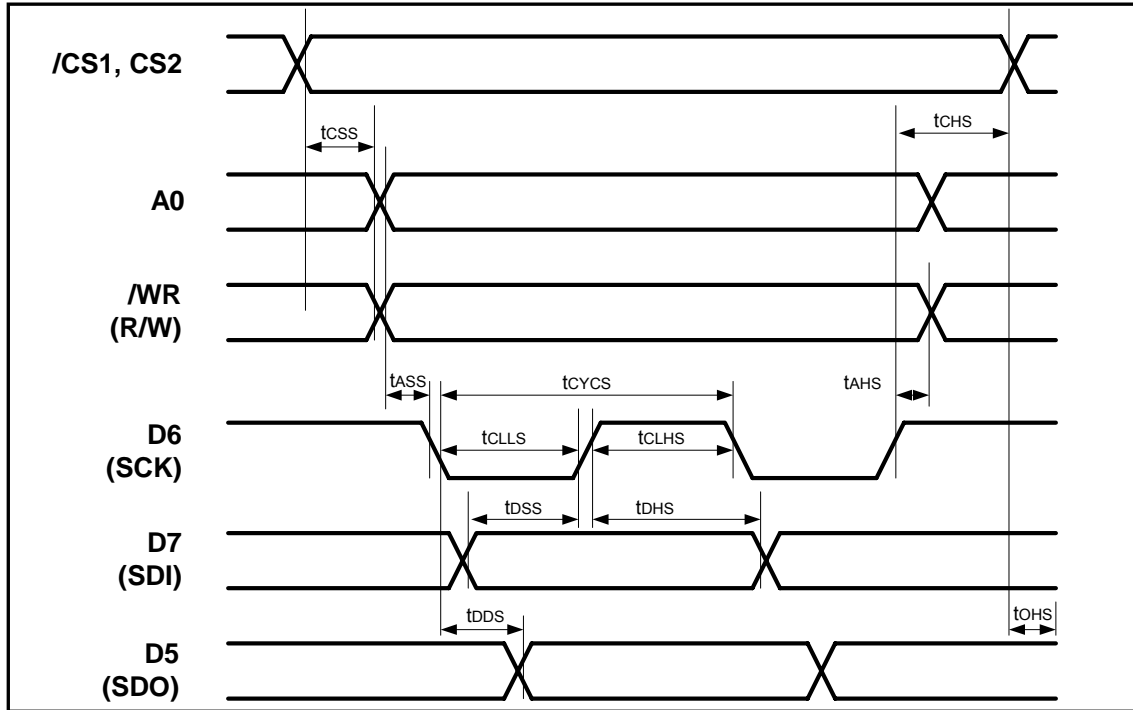 /CS1, CS2
tCSS
tCHS
A0
/WR
(R/W)
tASS
tCYCS
tAHS
D6
(SCK)
tCLLS
tCLHS
tDSS
tDHS
D7
(SDI)
tDDS
tOHS
D5
(SDO)